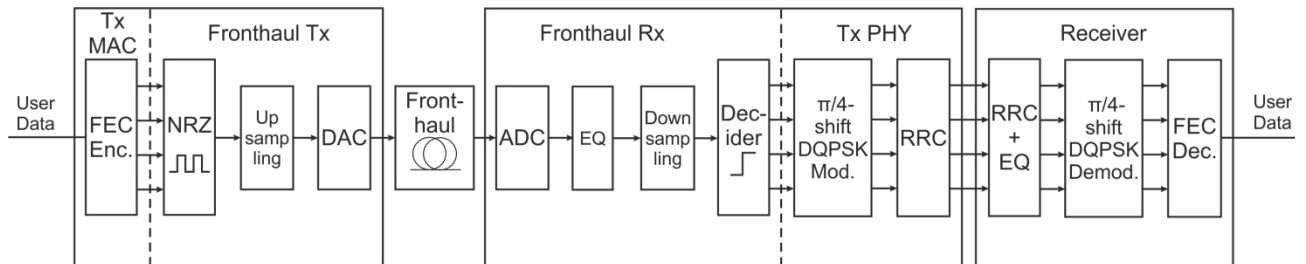 Tx
MAC
Fronthaul Tx
Fronthaul Rx
Tx PHY
Receiver
User
Data
FEC
Enc.
NRZ
Up
samp
ling
DAC
Front-
haul
ADC
EQ
Down
samp
ling
Dec-
ider
π/4-
shift
DQPSK
Mod.
RRC
RRC
+
EQ
π/4-
shift
DQPSK
Demod.
FEC
Dec.
User
Data